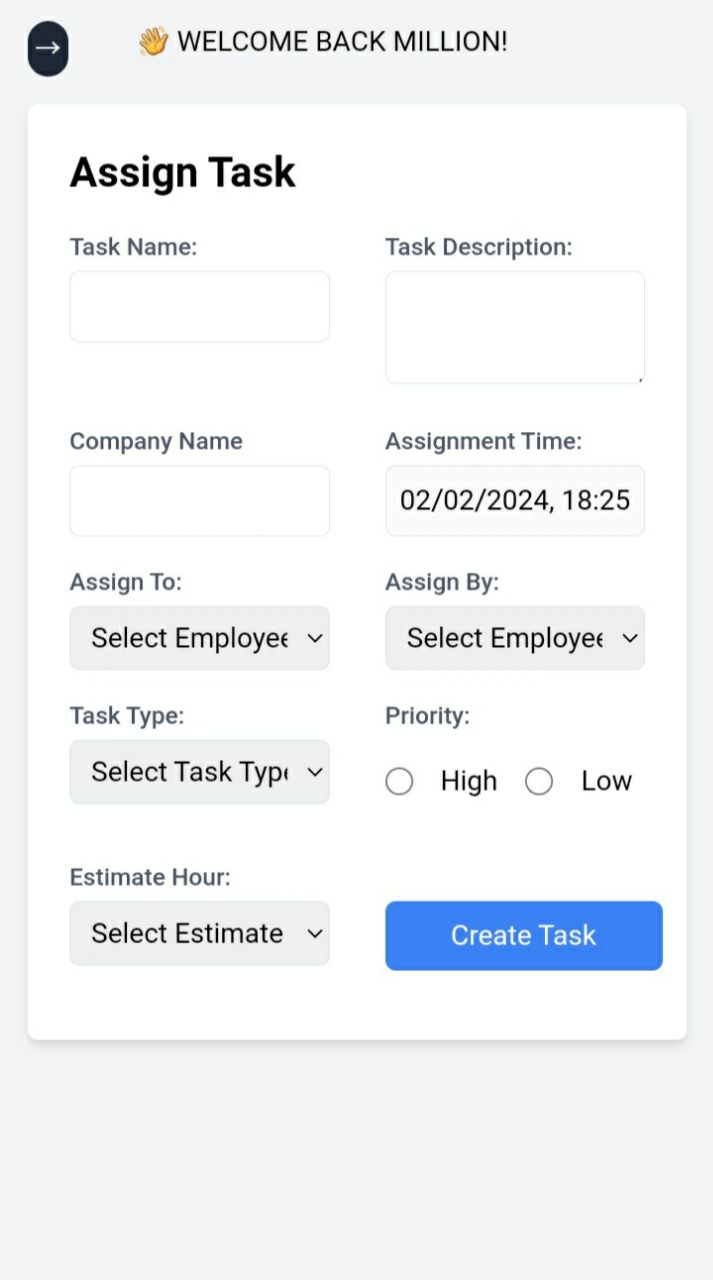 →
👋 WELCOME BACK MILLION!
Assign Task
Task Name:
Task Description:
Company Name
Assignment Time:
02/02/2024, 18:25
Assign To:
Assign By:
Select Employee
Select Employee
Task Type:
Priority:
Select Task Type
High
Low
Estimate Hour:
Select Estimate
Create Task